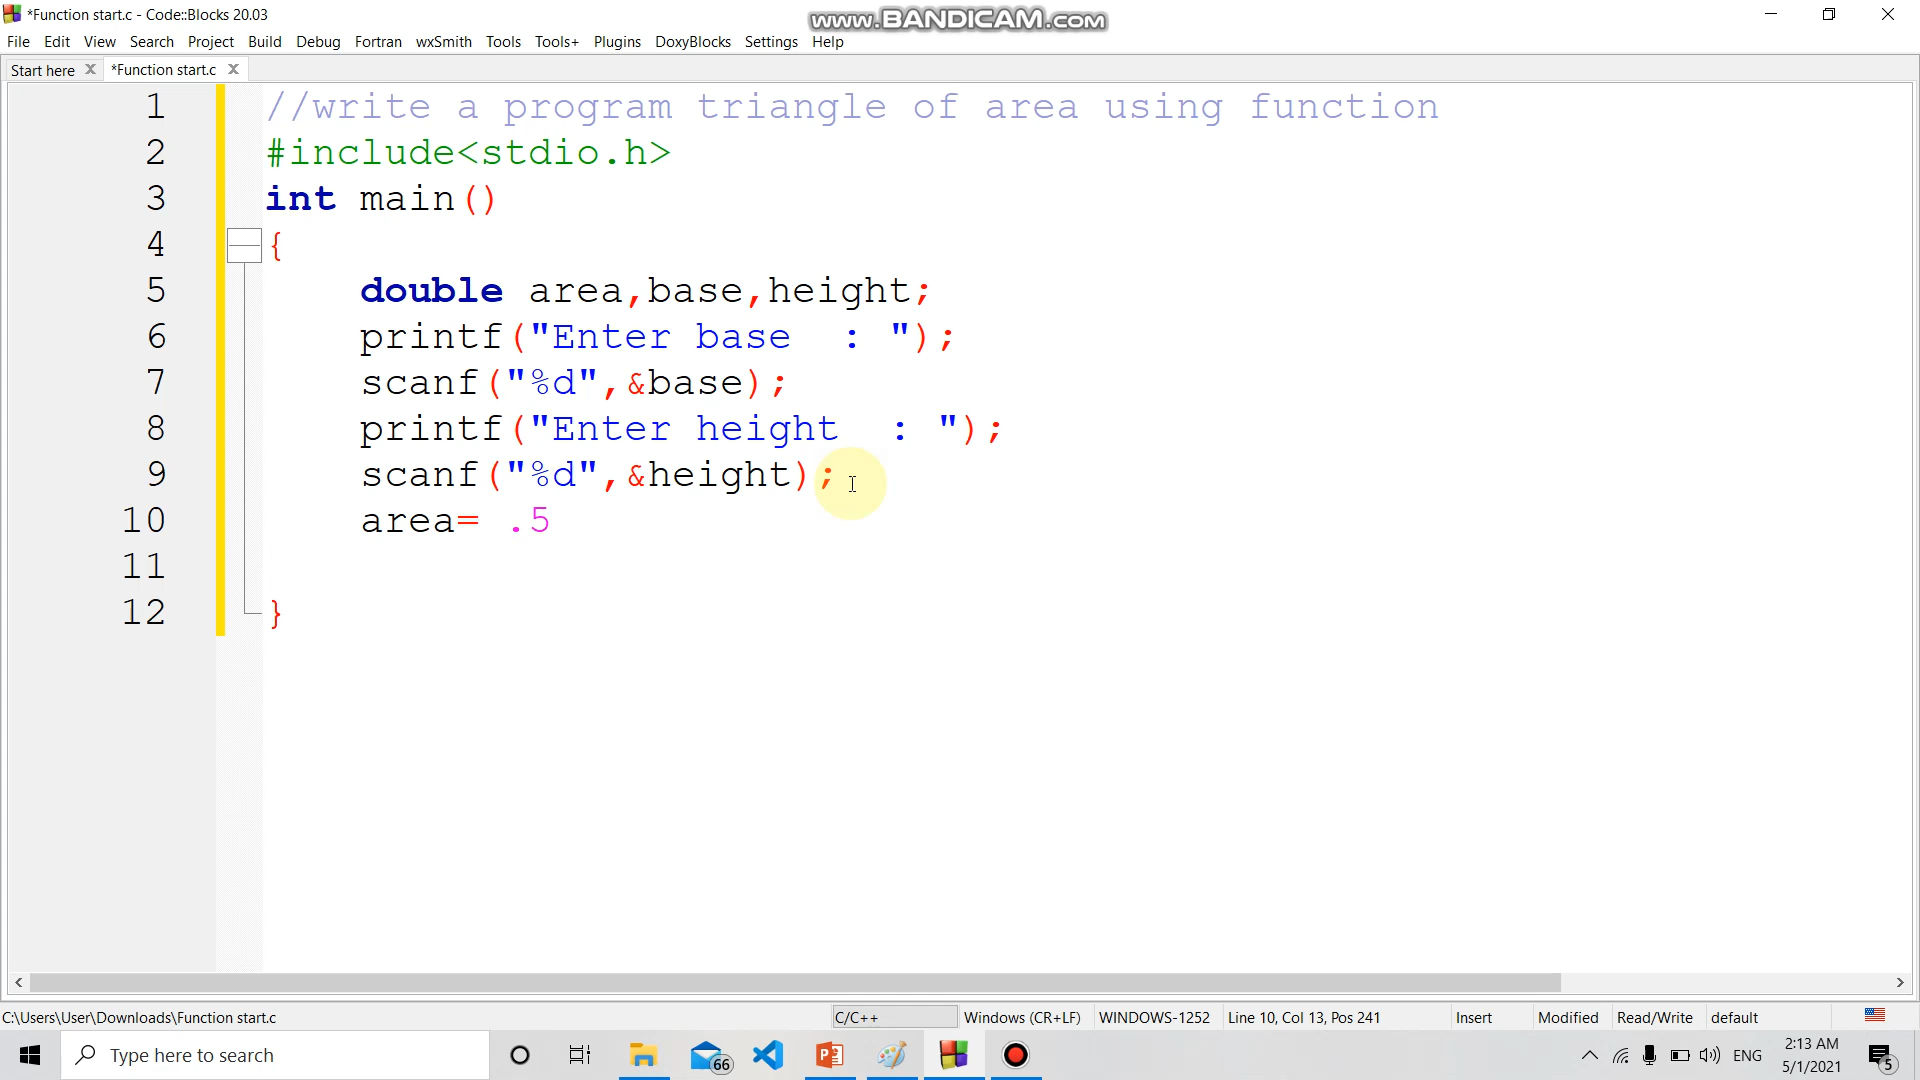 *Function start.c - Code::Blocks 20.03
www.BANDICAM.com
File Edit View Search Project Build Debug Fortran wxSmith Tools Tools+ Plugins DoxyBlocks Settings Help
Start here *Function start.c
1 //write a program triangle of area using function
2 #include<stdio.h>
3 int main()
4 {
5 double area,base,height;
6 printf("Enter base  : ");
7 scanf("%d",&base);
8 printf("Enter height  : ");
9 scanf("%d",&height);
10 area= .5
11
12 }
C:\Users\User\Downloads\Function start.c C/C++ Windows (CR+LF) WINDOWS-1252 Line 10, Col 13, Pos 241 Insert Modified Read/Write default
Type here to search 66 ENG 2:13 AM 5
5/1/2021